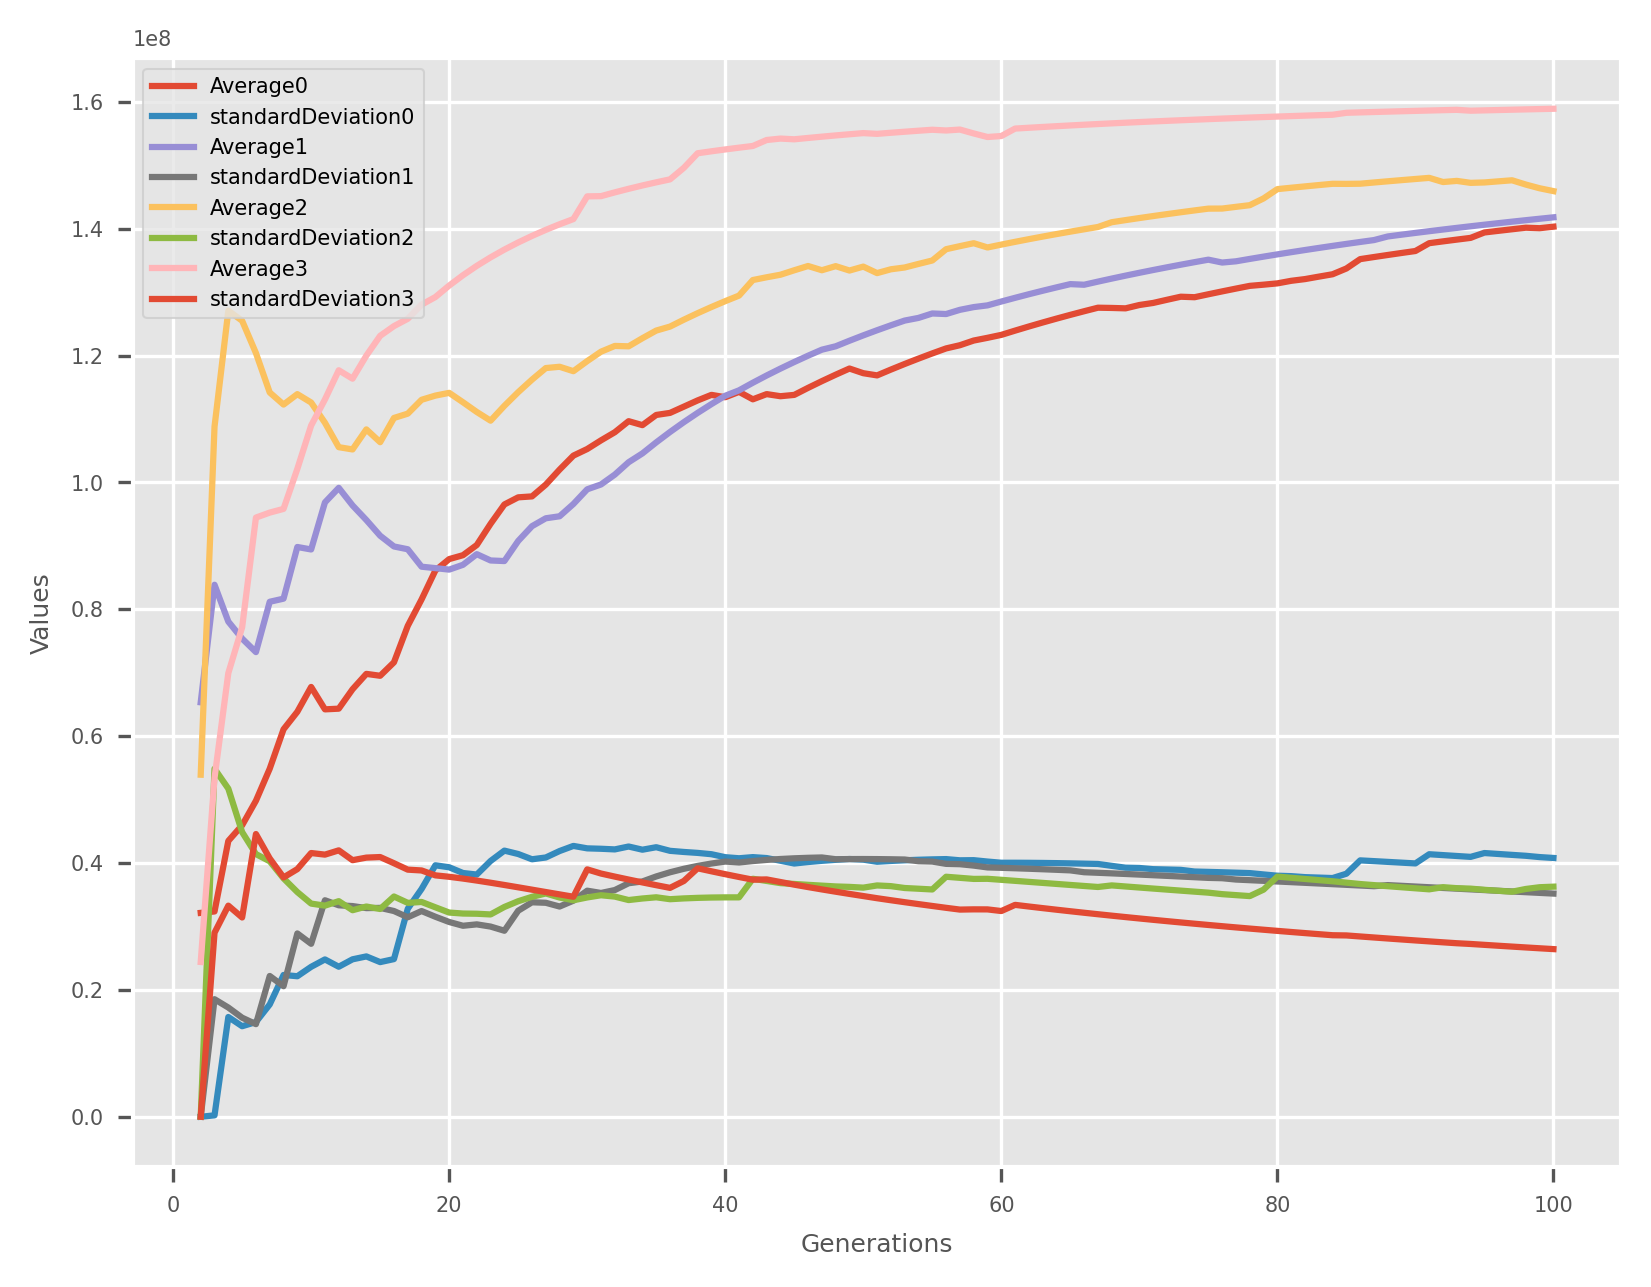 1e8
1.6
1.4
1.2
1.0
0.8
0.6
0.4
0.2
0.0
Values
Average0
standardDeviation0
Average1
standardDeviation1
Average2
standardDeviation2
Average3
standardDeviation3
0 20 40 60 80 100
Generations